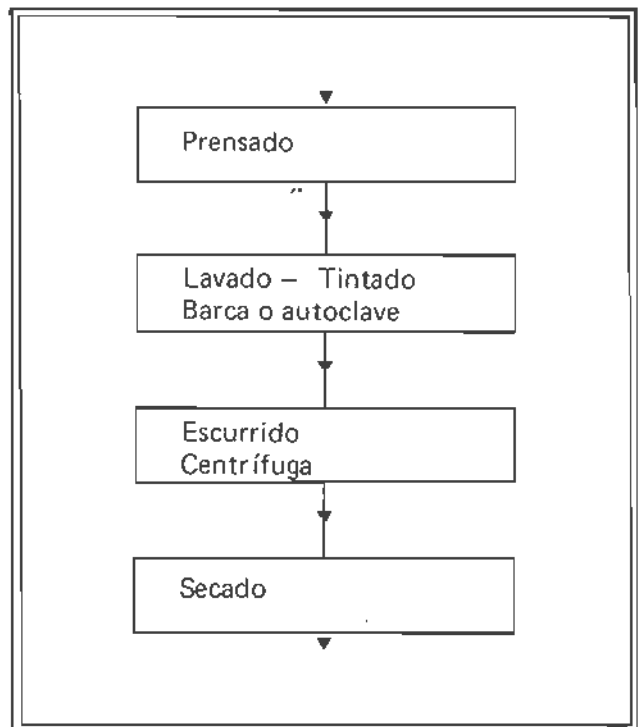 Prensado
Lavado – Tintado
Barca o autoclave
Escurrido
Centrífuga
Secado